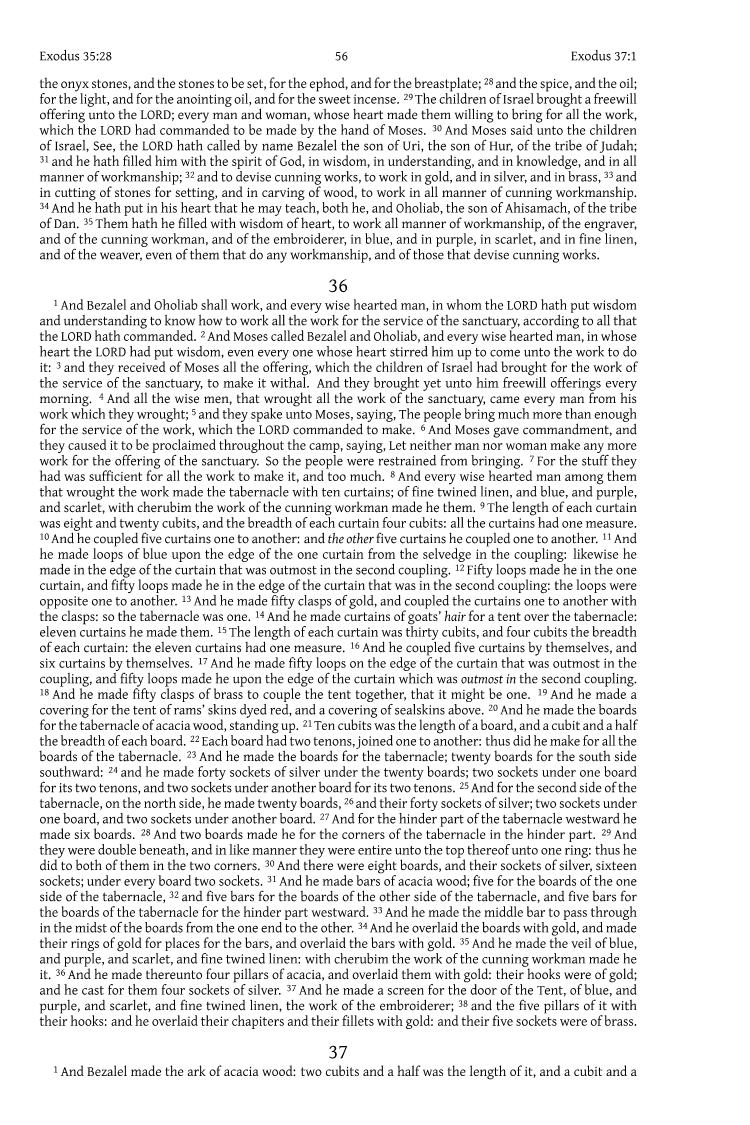 Exodus 35:28 56 Exodus 37:1
the onyx stones, and the stones to be set, for the ephod, and for the breastplate; 28 and the spice, and the oil;
for the light, and for the anointing oil, and for the sweet incense. 29 The children of Israel brought a freewill
offering unto the LORD; every man and woman, whose heart made them willing to bring for all the work,
which the LORD had commanded to be made by the hand of Moses. 30 And Moses said unto the children
of Israel, See, the LORD hath called by name Bezalel the son of Uri, the son of Hur, of the tribe of Judah;
31 and he hath filled him with the spirit of God, in wisdom, in understanding, and in knowledge, and in all
manner of workmanship; 32 and to devise cunning works, to work in gold, and in silver, and in brass, 33 and
in cutting of stones for setting, and in carving of wood, to work in all manner of cunning workmanship.
34 And he hath put in his heart that he may teach, both he, and Oholiab, the son of Ahisamach, of the tribe
of Dan. 35 Them hath he filled with wisdom of heart, to work all manner of workmanship, of the engraver,
and of the cunning workman, and of the embroiderer, in blue, and in purple, in scarlet, and in fine linen,
and of the weaver, even of them that do any workmanship, and of those that devise cunning works.
36
1 And Bezalel and Oholiab shall work, and every wise hearted man, in whom the LORD hath put wisdom
and understanding to know how to work all the work for the service of the sanctuary, according to all that
the LORD hath commanded. 2 And Moses called Bezalel and Oholiab, and every wise hearted man, in whose
heart the LORD had put wisdom, even every one whose heart stirred him up to come unto the work to do
it: 3 and they received of Moses all the offering, which the children of Israel had brought for the work of
the service of the sanctuary, to make it withal. And they brought yet unto him freewill offerings every
morning. 4 And all the wise men, that wrought all the work of the sanctuary, came every man from his
work which they wrought; 5 and they spake unto Moses, saying, The people bring much more than enough
for the service of the work, which the LORD commanded to make. 6 And Moses gave commandment, and
they caused it to be proclaimed throughout the camp, saying, Let neither man nor woman make any more
work for the offering of the sanctuary. So the people were restrained from bringing. 7 For the stuff they
had was sufficient for all the work to make it, and too much. 8 And every wise hearted man among them
that wrought the work made the tabernacle with ten curtains; of fine twined linen, and blue, and purple,
and scarlet, with cherubim the work of the cunning workman made he them. 9 The length of each curtain
was eight and twenty cubits, and the breadth of each curtain four cubits: all the curtains had one measure.
10 And he coupled five curtains one to another: and the other five curtains he coupled one to another. 11 And
he made loops of blue upon the edge of the one curtain from the selvedge in the coupling: likewise he
made in the edge of the curtain that was outmost in the second coupling. 12 Fifty loops made he in the one
curtain, and fifty loops made he in the edge of the curtain that was in the second coupling: the loops were
opposite one to another. 13 And he made fifty clasps of gold, and coupled the curtains one to another with
the clasps: so the tabernacle was one. 14 And he made curtains of goats' hair for a tent over the tabernacle:
eleven curtains he made them. 15 The length of each curtain was thirty cubits, and four cubits the breadth
of each curtain: the eleven curtains had one measure. 16 And he coupled five curtains by themselves, and
six curtains by themselves. 17 And he made fifty loops on the edge of the curtain that was outmost in the
coupling, and fifty loops made he upon the edge of the curtain which was outmost in the second coupling.
18 And he made fifty clasps of brass to couple the tent together, that it might be one. 19 And he made a
covering for the tent of rams' skins dyed red, and a covering of sealskins above. 20 And he made the boards
for the tabernacle of acacia wood, standing up. 21 Ten cubits was the length of a board, and a cubit and a half
the breadth of each board. 22 Each board had two tenons, joined one to another: thus did he make for all the
boards of the tabernacle. 23 And he made the boards for the tabernacle; twenty boards for the south side
southward: 24 and he made forty sockets of silver under the twenty boards; two sockets under one board
for its two tenons, and two sockets under another board for its two tenons. 25 And for the second side of the
tabernacle, on the north side, he made twenty boards, 26 and their forty sockets of silver; two sockets under
one board, and two sockets under another board. 27 And for the hinder part of the tabernacle westward he
made six boards. 28 And two boards made he for the corners of the tabernacle in the hinder part. 29 And
they were double beneath, and in like manner they were entire unto the top thereof unto one ring: thus he
did to both of them in the two corners. 30 And there were eight boards, and their sockets of silver, sixteen
sockets; under every board two sockets. 31 And he made bars of acacia wood; five for the boards of the one
side of the tabernacle, 32 and five bars for the boards of the other side of the tabernacle, and five bars for
the boards of the tabernacle for the hinder part westward. 33 And he made the middle bar to pass through
in the midst of the boards from the one end to the other. 34 And he overlaid the boards with gold, and made
their rings of gold for places for the bars, and overlaid the bars with gold. 35 And he made the veil of blue,
and purple, and scarlet, and fine twined linen: with cherubim the work of the cunning workman made he
it. 36 And he made thereunto four pillars of acacia, and overlaid them with gold: their hooks were of gold;
and he cast for them four sockets of silver. 37 And he made a screen for the door of the Tent, of blue, and
purple, and scarlet, and fine twined linen, the work of the embroiderer; 38 and the five pillars of it with
their hooks: and he overlaid their chapiters and their fillets with gold: and their five sockets were of brass.
37
1 And Bezalel made the ark of acacia wood: two cubits and a half was the length of it, and a cubit and a